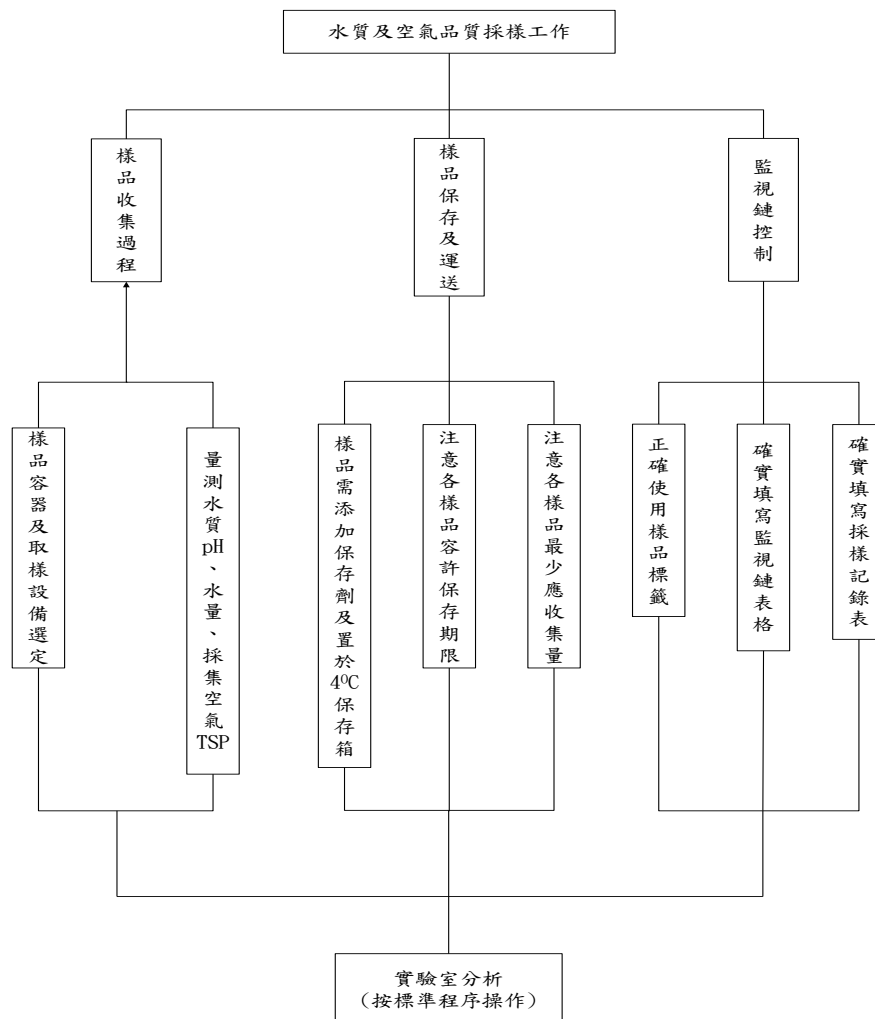 水質及空氣品質採樣工作
樣品收集過程
樣品保存及運送
監視鏈控制
樣品容器及取樣設備選定
量測水質pH、水量、採集空氣TSP
樣品需添加保存劑及置於4⁰C保存箱
注意各樣品容許保存期限
注意各樣品最少應收集量
正確使用樣品標籤
確實填寫監視鏈表格
確實填寫採樣記錄表
實驗室分析
（按標準程序操作）